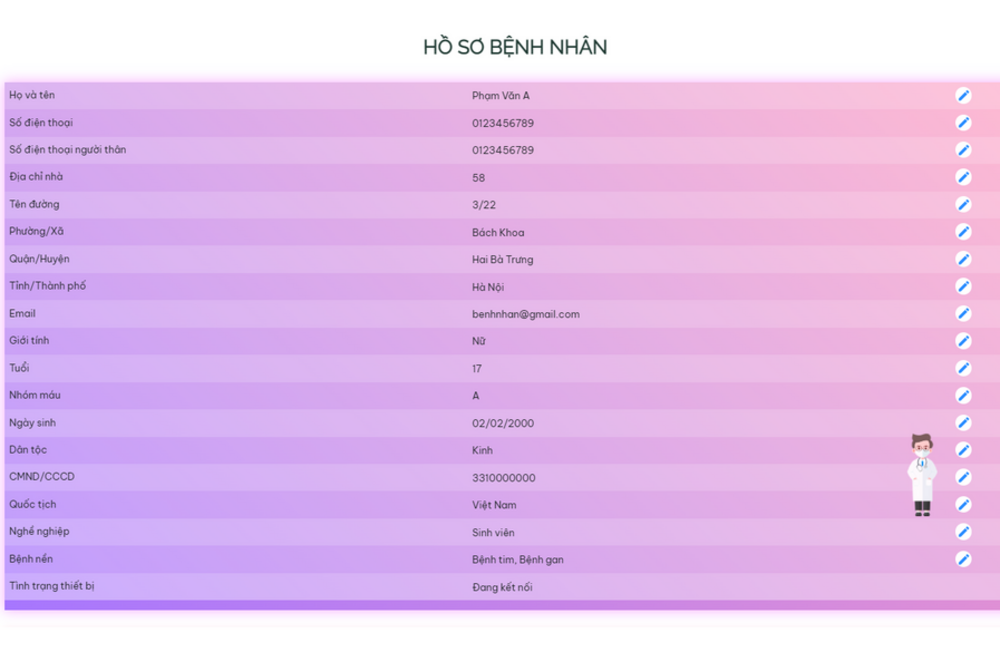 HỒ SƠ BỆNH NHÂN
Họ và tên Phạm Văn A
Số điện thoại 0123456789
Số điện thoại người thân 0123456789
Địa chỉ nhà 58
Tên đường 3/22
Phường/Xã Bách Khoa
Quận/Huyện Hai Bà Trưng
Tỉnh/Thành phố Hà Nội
Email benhnhan@gmail.com
Giới tính Nữ
Tuổi 17
Nhóm máu A
Ngày sinh 02/02/2000
Dân tộc Kinh
CMND/CCCD 3310000000
Quốc tịch Việt Nam
Nghề nghiệp Sinh viên
Bệnh nền Bệnh tim, Bệnh gan
Tình trạng thiết bị Đang kết nối